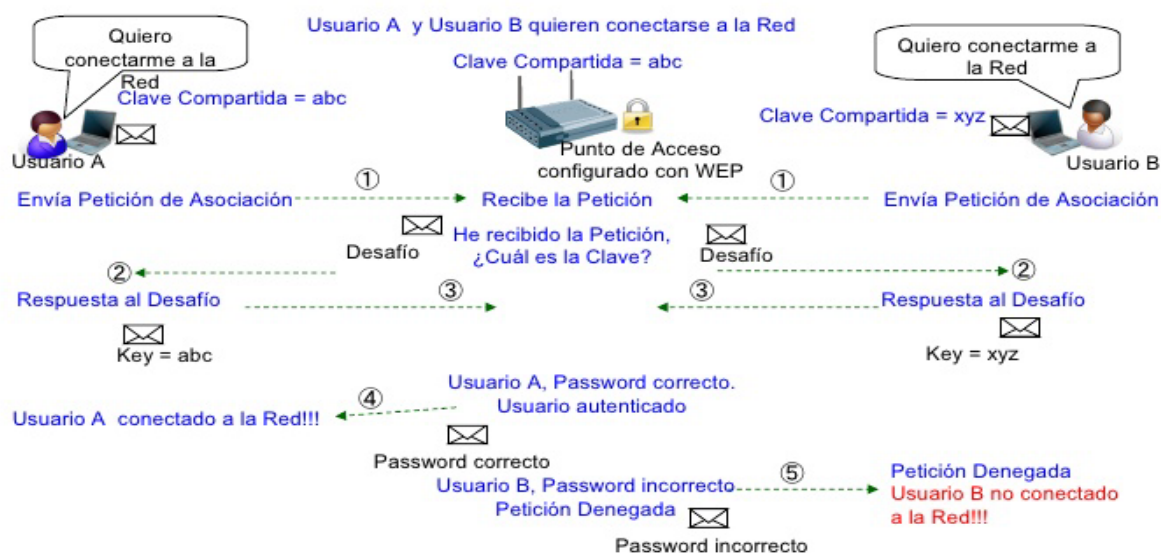 Usuario A y Usuario B quieren conectarse a la Red
Quiero
conectarme a la
Red
Clave Compartida = abc
Quiero conectarme a
la Red
Clave Compartida = abc
Clave Compartida = xyz
Usuario A
Punto de Acceso
configurado con WEP
Usuario B
Envía Petición de Asociación
①
Recibe la Petición
①
Envía Petición de Asociación
Desafío
He recibido la Petición,
¿Cuál es la Clave?
Desafío
②
②
Respuesta al Desafío
③
③
Respuesta al Desafío
Key = abc
Key = xyz
Usuario A, Password correcto.
Usuario autenticado
④
Usuario A conectado a la Red!!!
Password correcto
Usuario B, Password incorrecto
Petición Denegada
⑤
Petición Denegada
Usuario B no conectado
a la Red!!!
Password incorrecto